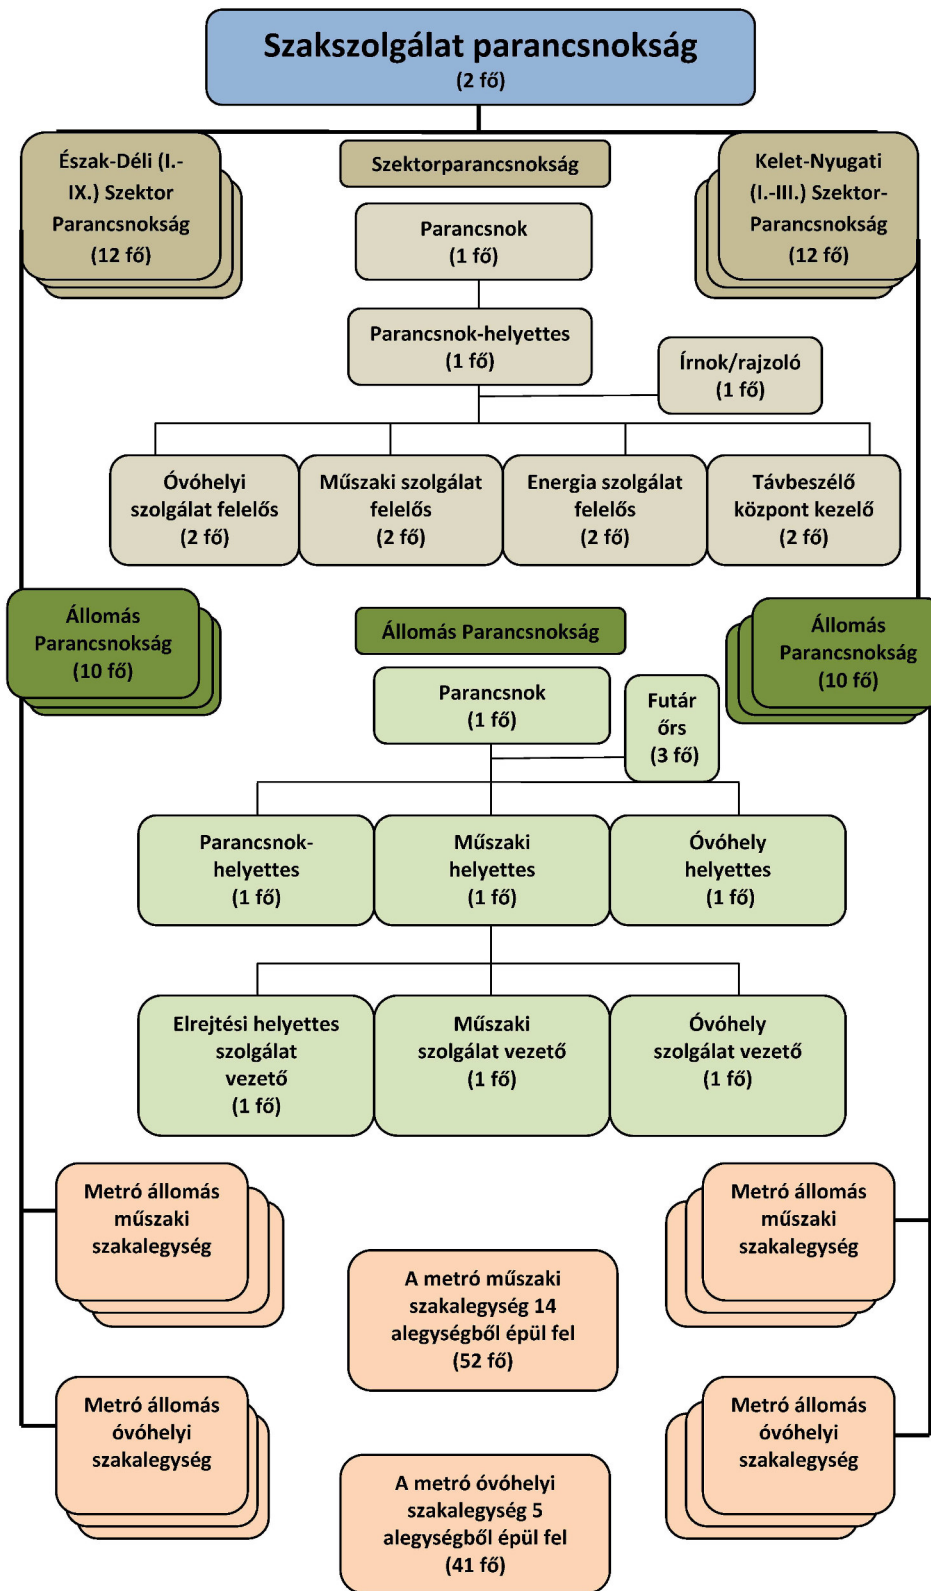 Szakszolgálat parancsnokság
(2 fő)
Észak-Déli (I.-
IX.) Szektor
Parancsnokság
(12 fő)
Szektorparancsnokság
Kelet-Nyugati
(I.-III.) Szektor-
Parancsnokság
(12 fő)
Parancsnok
(1 fő)
Parancsnok-helyettes
(1 fő)
Írnok/rajzoló
(1 fő)
Óvóhelyi
szolgálat felelős
(2 fő)
Műszaki szolgálat
felelős
(2 fő)
Energia szolgálat
felelős
(2 fő)
Távbeszélő
központ kezelő
(2 fő)
Állomás
Parancsnokság
(10 fő)
Állomás Parancsnokság
Állomás
Parancsnokság
(10 fő)
Parancsnok
(1 fő)
Futár
őrs
(3 fő)
Parancsnok-
helyettes
(1 fő)
Műszaki
helyettes
(1 fő)
Óvóhely
helyettes
(1 fő)
Elrejtési helyettes
szolgálat
vezető
(1 fő)
Műszaki
szolgálat vezető
(1 fő)
Óvóhely
szolgálat vezető
(1 fő)
Metró állomás
műszaki
szakalegység
Metró állomás
műszaki
szakalegység
A metró műszaki
szakalegység 14
alegységből épül fel
(52 fő)
Metró állomás
óvóhelyi
szakalegység
Metró állomás
óvóhelyi
szakalegység
A metró óvóhelyi
szakalegység 5
alegységből épül fel
(41 fő)